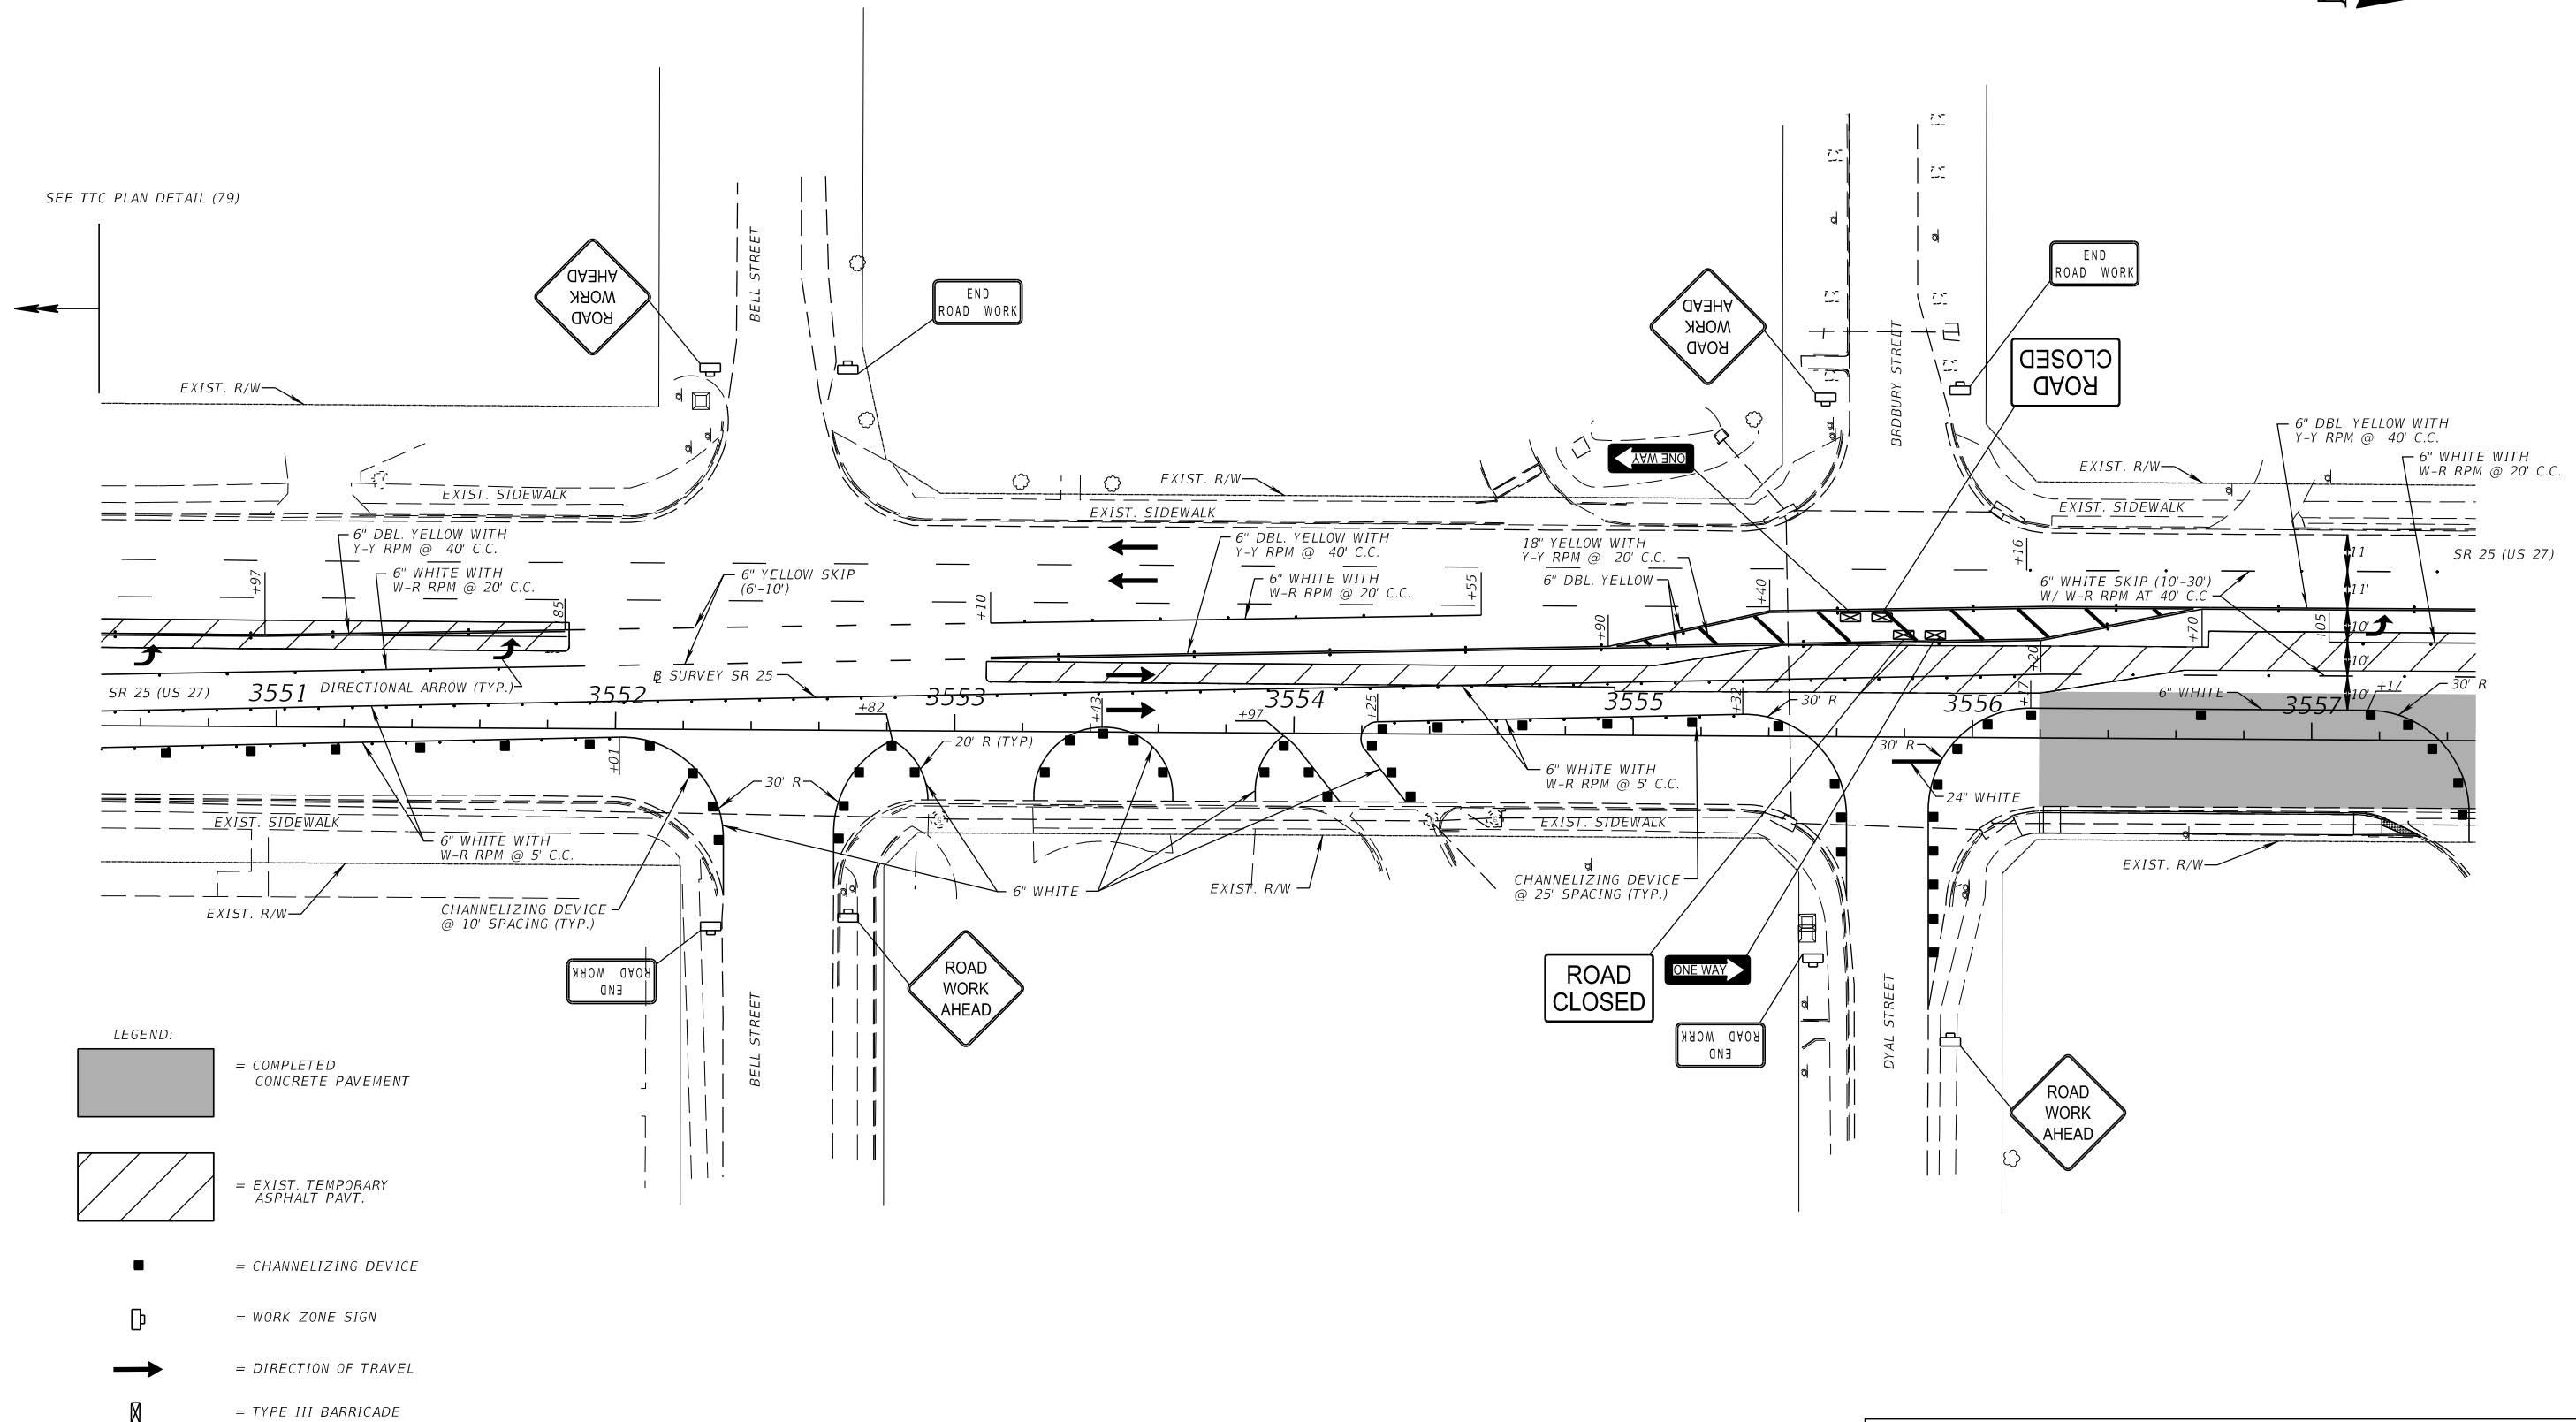 SEE TTC PLAN DETAIL (79)
ROAD
WORK
AHEAD
BELL STREET
END
ROAD WORK
ROAD
WORK
AHEAD
BRDBURY STREET
END
ROAD WORK
ROAD
CLOSED
EXIST. R/W
EXIST. SIDEWALK
EXIST. R/W
EXIST. SIDEWALK
ONE WAY
6" DBL. YELLOW WITH
Y-Y RPM @ 40' C.C.
6" WHITE WITH
W-R RPM @ 20' C.C.
EXIST. R/W
EXIST. SIDEWALK
SR 25 (US 27)
11'
11'
10'
10'
10'
+97
6" DBL. YELLOW WITH
Y-Y RPM @ 40' C.C.
6" WHITE WITH
W-R RPM @ 20' C.C.
+85
6" YELLOW SKIP
(6'-10')
+10
6" DBL. YELLOW WITH
Y-Y RPM @ 40' C.C.
6" WHITE WITH
W-R RPM @ 20' C.C.
+55
18" YELLOW WITH
Y-Y RPM @ 20' C.C.
6" DBL. YELLOW
+90
+40
+16
6" WHITE SKIP (10'-30')
W/ W-R RPM AT 40' C.C
+70
+05
+20
SR 25 (US 27)
3551
DIRECTIONAL ARROW (TYP.)
3552
B SURVEY SR 25
3553
3554
3555
3556
3557
+82
+43
+97
+25
+32
30' R
+17
6" WHITE
+17
30' R
+01
20' R (TYP)
30' R
30' R
24" WHITE
6" WHITE WITH
W-R RPM @ 5' C.C.
EXIST. SIDEWALK
6" WHITE WITH
W-R RPM @ 5' C.C.
EXIST. SIDEWALK
EXIST. R/W
EXIST. R/W
CHANNELIZING DEVICE
@ 10' SPACING (TYP.)
6" WHITE
EXIST. R/W
CHANNELIZING DEVICE
@ 25' SPACING (TYP.)
END
ROAD WORK
BELL STREET
ROAD
WORK
AHEAD
ROAD
CLOSED
ONE WAY
END
ROAD WORK
DYAL STREET
ROAD
WORK
AHEAD
LEGEND:
= COMPLETED
CONCRETE PAVEMENT
= EXIST. TEMPORARY
ASPHALT PAVT.
= CHANNELIZING DEVICE
= WORK ZONE SIGN
= DIRECTION OF TRAVEL
= TYPE III BARRICADE